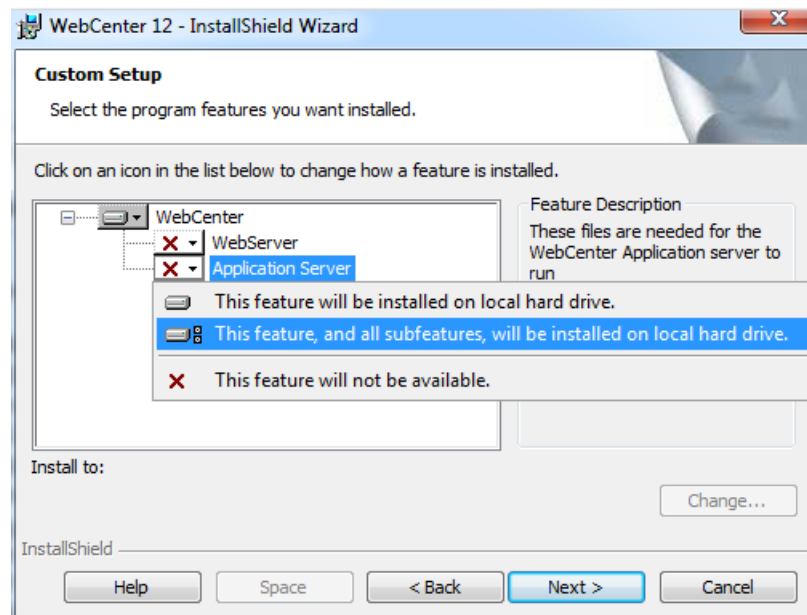 WebCenter 12 - InstallShield Wizard
Custom Setup
Select the program features you want installed.
Click on an icon in the list below to change how a feature is installed.
WebCenter
WebServer
Application Server
Feature Description
These files are needed for the
WebCenter Application server to
run
This feature will be installed on local hard drive.
This feature, and all subfeatures, will be installed on local hard drive.
This feature will not be available.
Install to:
Change...
InstallShield
Help
Space
< Back
Next >
Cancel